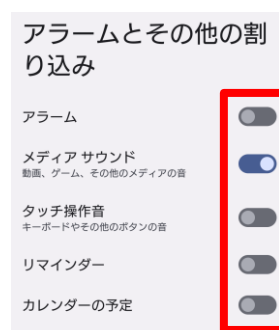 アラームとその他の割
り込み
アラーム
メディア サウンド
動画、ゲーム、その他のメディアの音
タッチ操作音
キーボードやその他のボタンの音
リマインダー
カレンダーの予定